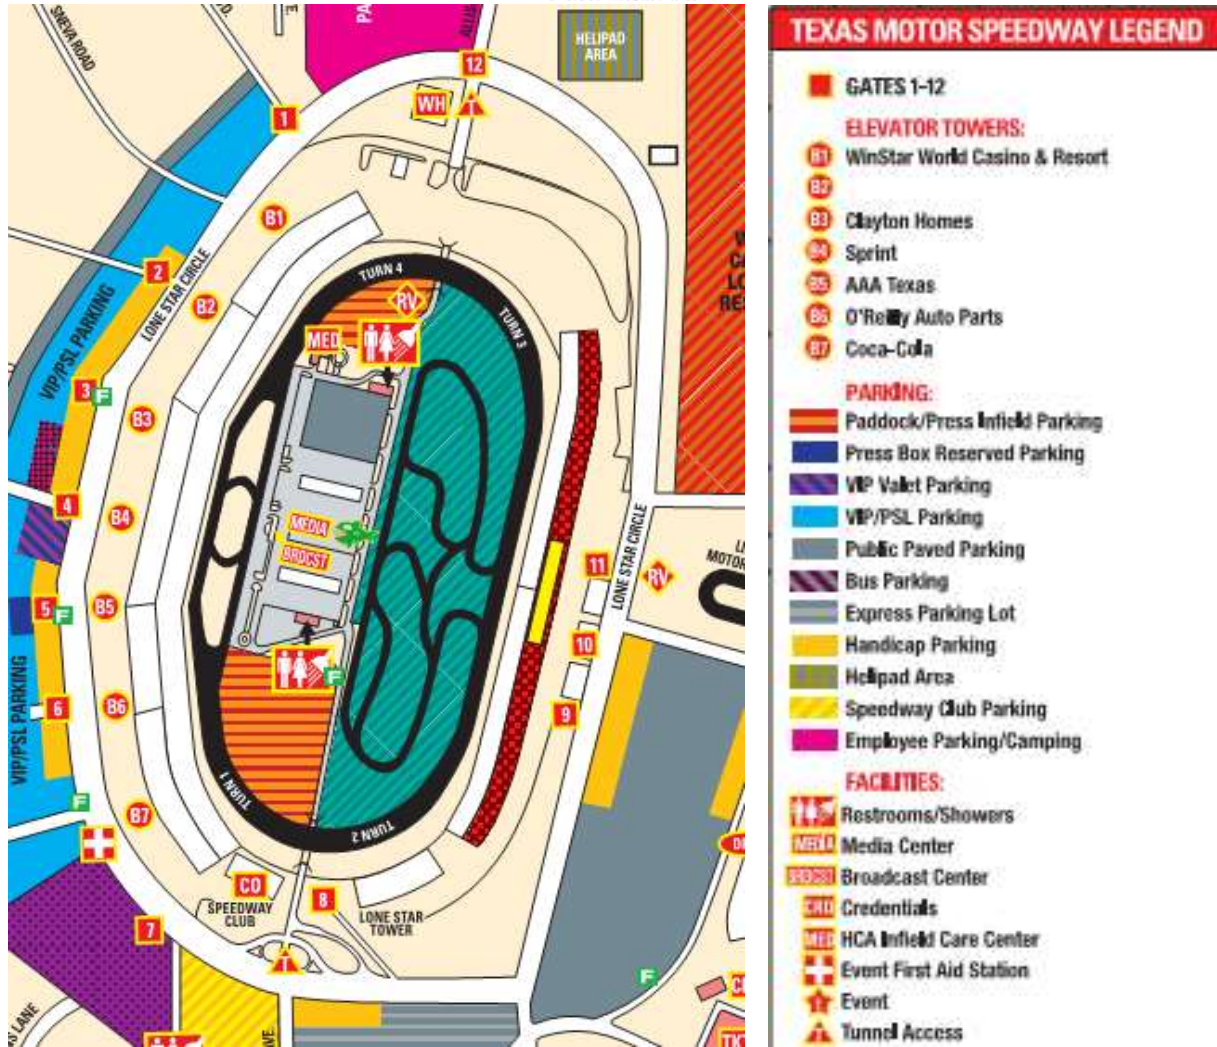 SNEVA ROAD
PA
HELIPAD
AREA
12
WH
T
1
B1
2
LONE STAR CIRCLE
B2
VIP/PSL PARKING
TURN 4
RV
TURN 3
MED
3
F
B3
4
B4
MEDIA
BRDCST
11
LONE STAR CIRCLE
RV
MOTOR
5
F
B5
10
F
6
B6
9
VIP/PSL PARKING
F
B7
TURN 1
TURN 2
CO
SPEEDWAY
CLUB
8
LONE STAR
TOWER
7
T
F
S LANE
VE.
TEXAS MOTOR SPEEDWAY LEGEND
GATES 1-12
ELEVATOR TOWERS:
B1 WinStar World Casino & Resort
B2
B3 Clayton Homes
B4 Sprint
B5 AAA Texas
B6 O'Reilly Auto Parts
B7 Coca-Cola
PARKING:
Paddock/Press Infield Parking
Press Box Reserved Parking
VIP Valet Parking
VIP/PSL Parking
Public Paved Parking
Bus Parking
Express Parking Lot
Handicap Parking
Helipad Area
Speedway Club Parking
Employee Parking/Camping
FACILITIES:
Restrooms/Showers
MEDIA Media Center
BRDCST Broadcast Center
CRD Credentials
MED HCA Infield Care Center
Event First Aid Station
Event
T Tunnel Access